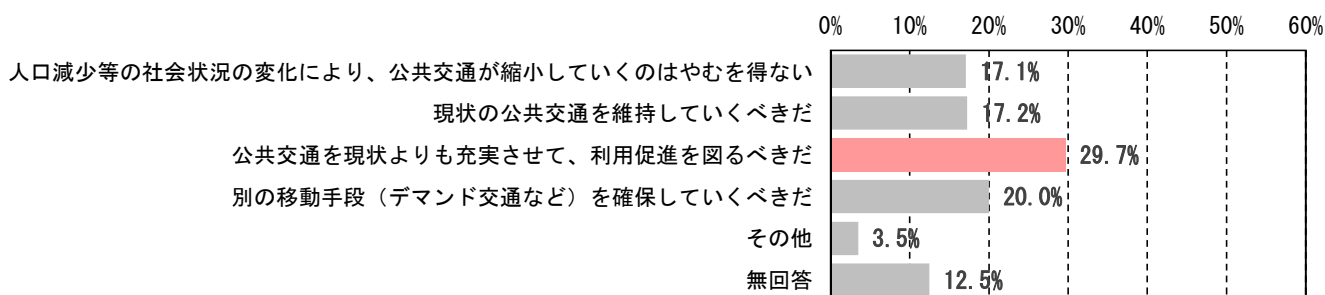 0% 10% 20% 30% 40% 50% 60%
人口減少等の社会状況の変化により、公共交通が縮小していくのはやむを得ない 17.1%
現状の公共交通を維持していくべきだ 17.2%
公共交通を現状よりも充実させて、利用促進を図るべきだ 29.7%
別の移動手段（デマンド交通など）を確保していくべきだ 20.0%
その他 3.5%
無回答 12.5%